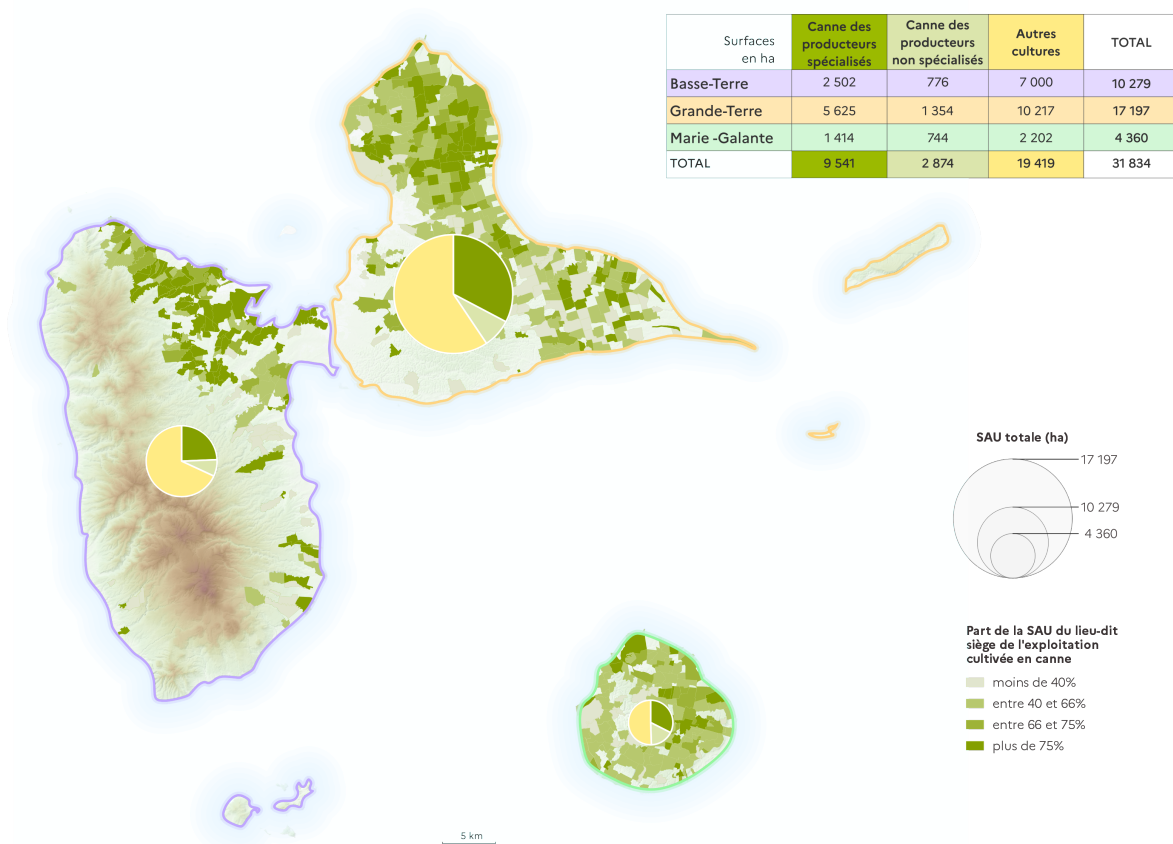 Surfaces en ha | Canne des producteurs spécialisés | Canne des producteurs non spécialisés | Autres cultures | TOTAL
Basse-Terre | 2 502 | 776 | 7 000 | 10 279
Grande-Terre | 5 625 | 1 354 | 10 217 | 17 197
Marie -Galante | 1 414 | 744 | 2 202 | 4 360
TOTAL | 9 541 | 2 874 | 19 419 | 31 834
SAU totale (ha)
17 197
10 279
4 360
Part de la SAU du lieu-dit
siège de l'exploitation
cultivée en canne
moins de 40%
entre 40 et 66%
entre 66 et 75%
plus de 75%
5 km